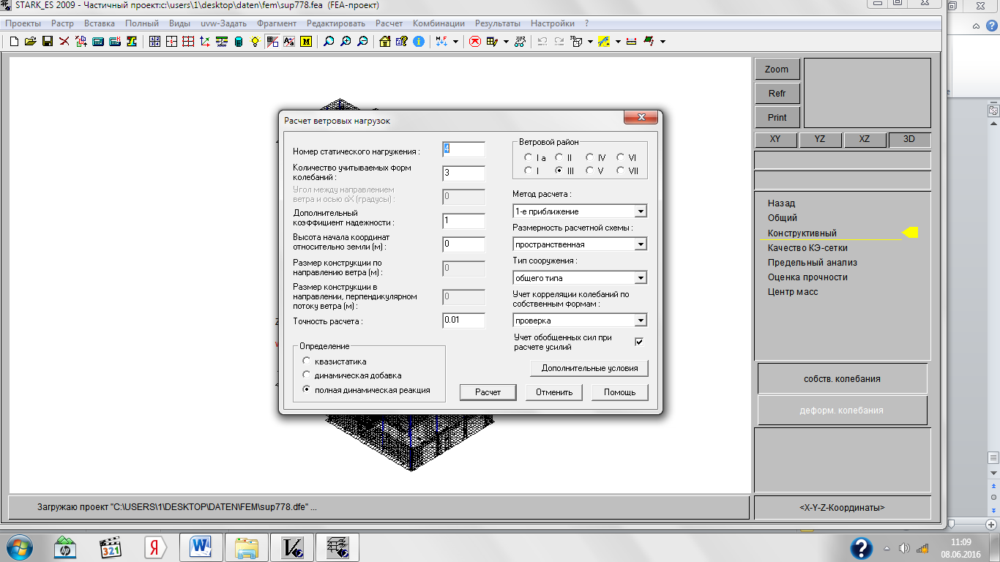 STARK_ES 2009 - Частичный проект:c:\users\1\desktop\daten\fem\sup778.fea (FEA-проект)
Проекты Растр Вставка Полный Виды uvw-Задать Фрагмент Редактировать Расчет Комбинации Результаты Настройки ?
Zoom
Refr
Print
XY YZ XZ 3D
Расчет ветровых нагрузок
Номер статического нагружения : 4
Количество учитываемых форм
колебаний : 3
Угол между направлением
ветра и осью αX (градусы) : 0
Дополнительный
коэффициент надежности : 1
Высота начала координат
относительно земли (м) : 0
Размер конструкции по
направлению ветра (м) : 0
Размер конструкции в
направлении, перпендикулярном
потоку ветра (м) : 0
Точность расчета : 0.01
Определение
квазистатика
динамическая добавка
полная динамическая реакция
Ветровой район
I а II IV VI
I III V VII
Метод расчета :
1-е приближение
Размерность расчетной схемы :
пространственная
Тип сооружения :
общего типа
Учет корреляции колебаний по
собственным формам :
проверка
Учет обобщенных сил при
расчете усилий
Дополнительные условия
Расчет Отменить Помощь
Назад
Общий
Конструктивный
Качество КЭ-сетки
Предельный анализ
Оценка прочности
Центр масс
собств. колебания
деформ. колебания
Загружаю проект "C:\USERS\1\DESKTOP\DATEN\FEM\sup778.dfe" ...
<X-Y-Z-Координаты>
11:09
08.06.2016